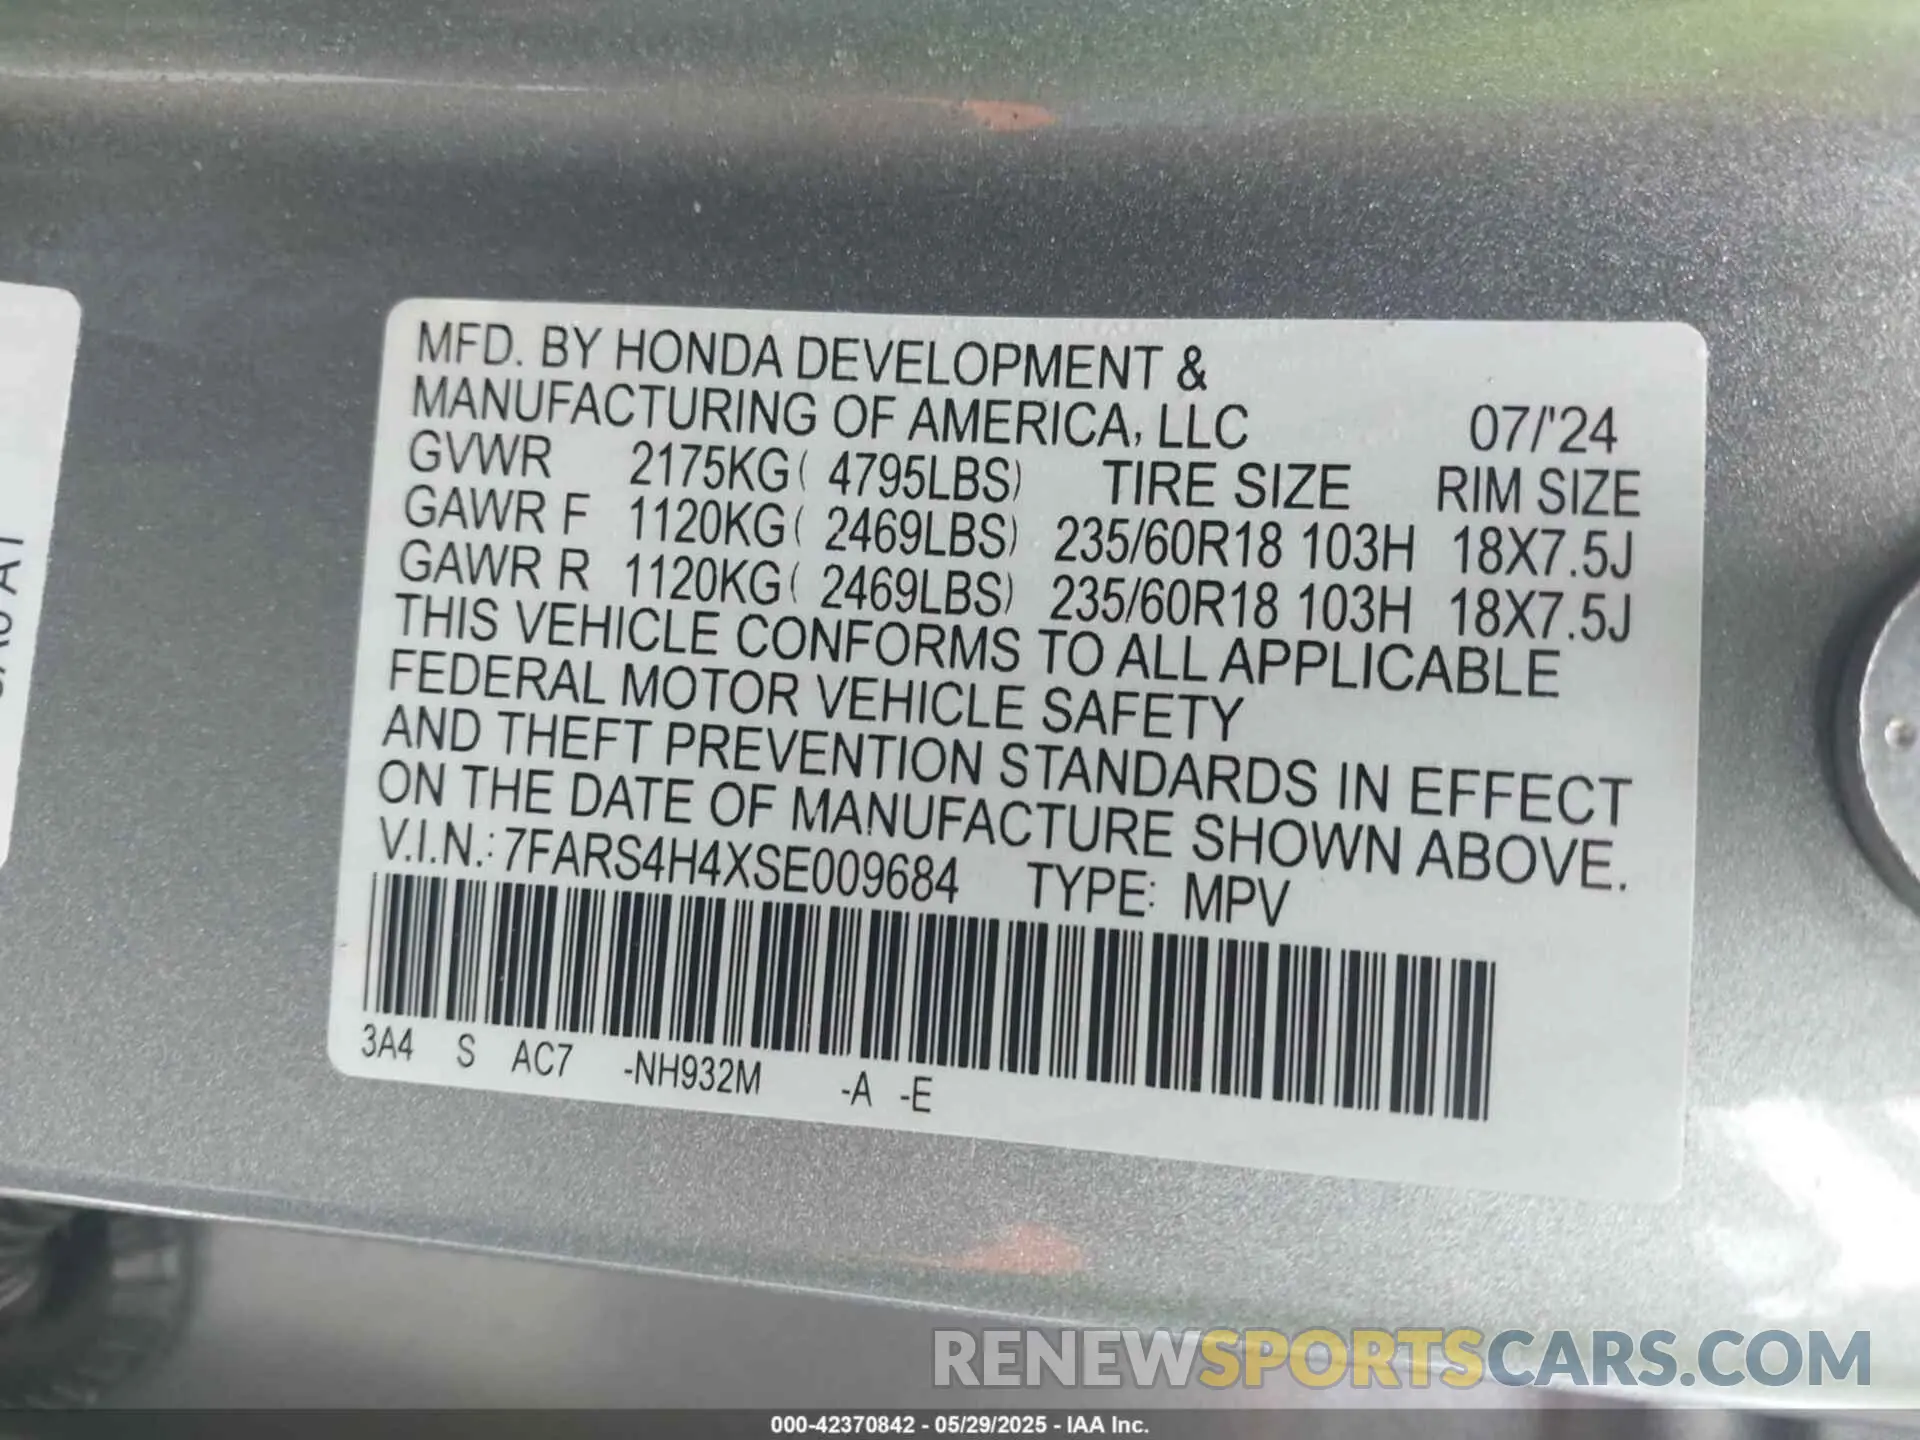 MFD. BY HONDA DEVELOPMENT &
MANUFACTURING OF AMERICA, LLC 07/'24
GVWR 2175KG( 4795LBS) TIRE SIZE RIM SIZE
GAWR F 1120KG( 2469LBS) 235/60R18 103H 18X7.5J
GAWR R 1120KG( 2469LBS) 235/60R18 103H 18X7.5J
THIS VEHICLE CONFORMS TO ALL APPLICABLE
FEDERAL MOTOR VEHICLE SAFETY
AND THEFT PREVENTION STANDARDS IN EFFECT
ON THE DATE OF MANUFACTURE SHOWN ABOVE.
V.I.N.: 7FARS4H4XSE009684 TYPE: MPV
3A4 S AC7 -NH932M -A -E
RENEWSPORTSCARS.COM
000-42370842 - 05/29/2025 - IAA Inc.